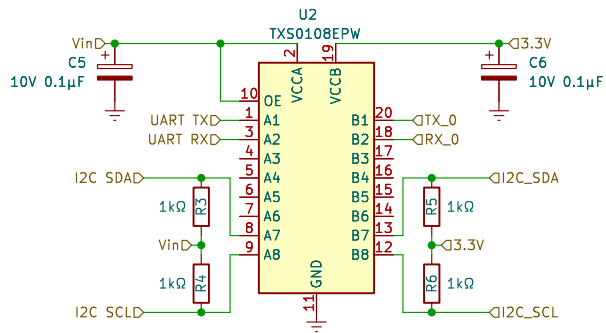 U2
TXS0108EPW
Vin
3.3V
C5
10V 0.1µF
C6
10V 0.1µF
2
19
VCCA
VCCB
10
OE
UART TX
1
A1
B1
20
TX_0
UART RX
3
A2
B2
18
RX_0
4
A3
B3
17
I2C SDA
5
A4
B4
16
I2C_SDA
6
A5
B5
15
1kΩ
R3
R5
1kΩ
7
A6
B6
14
8
A7
B7
13
Vin
3.3V
9
A8
B8
12
1kΩ
R4
R6
1kΩ
GND
11
I2C SCL
I2C_SCL
+
+